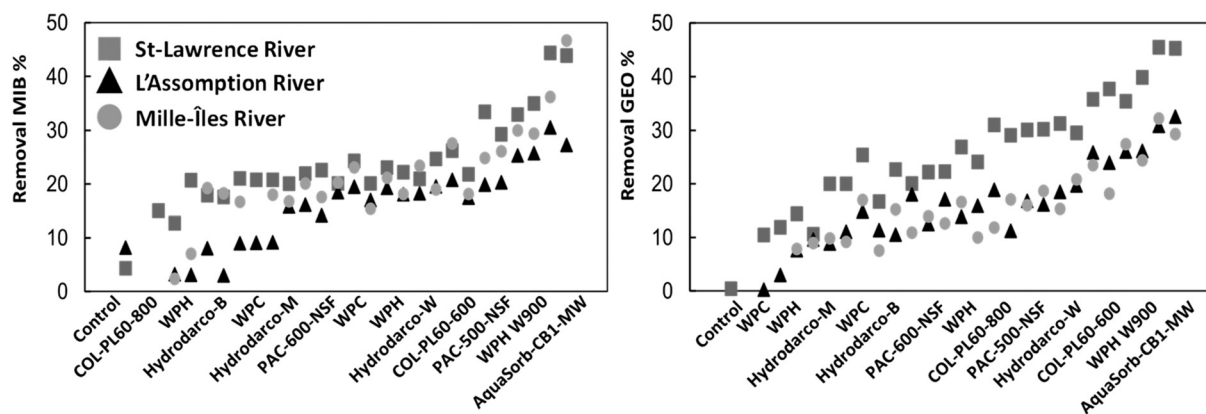 Removal MIB %
50
40
30
20
10
0
St-Lawrence River
L'Assomption River
Mille-Îles River
Control
COL-PL60-800
WPH
Hydrodarco-B
WPC
Hydrodarco-M
PAC-600-NSF
WPC
WPH
Hydrodarco-W
COL-PL60-600
PAC-500-NSF
WPH W900
AquaSorb-CB1-MW
Removal GEO %
50
40
30
20
10
0
Control
WPC
WPH
Hydrodarco-M
WPC
Hydrodarco-B
PAC-600-NSF
WPH
COL-PL60-800
PAC-500-NSF
Hydrodarco-W
COL-PL60-600
WPH W900
AquaSorb-CB1-MW